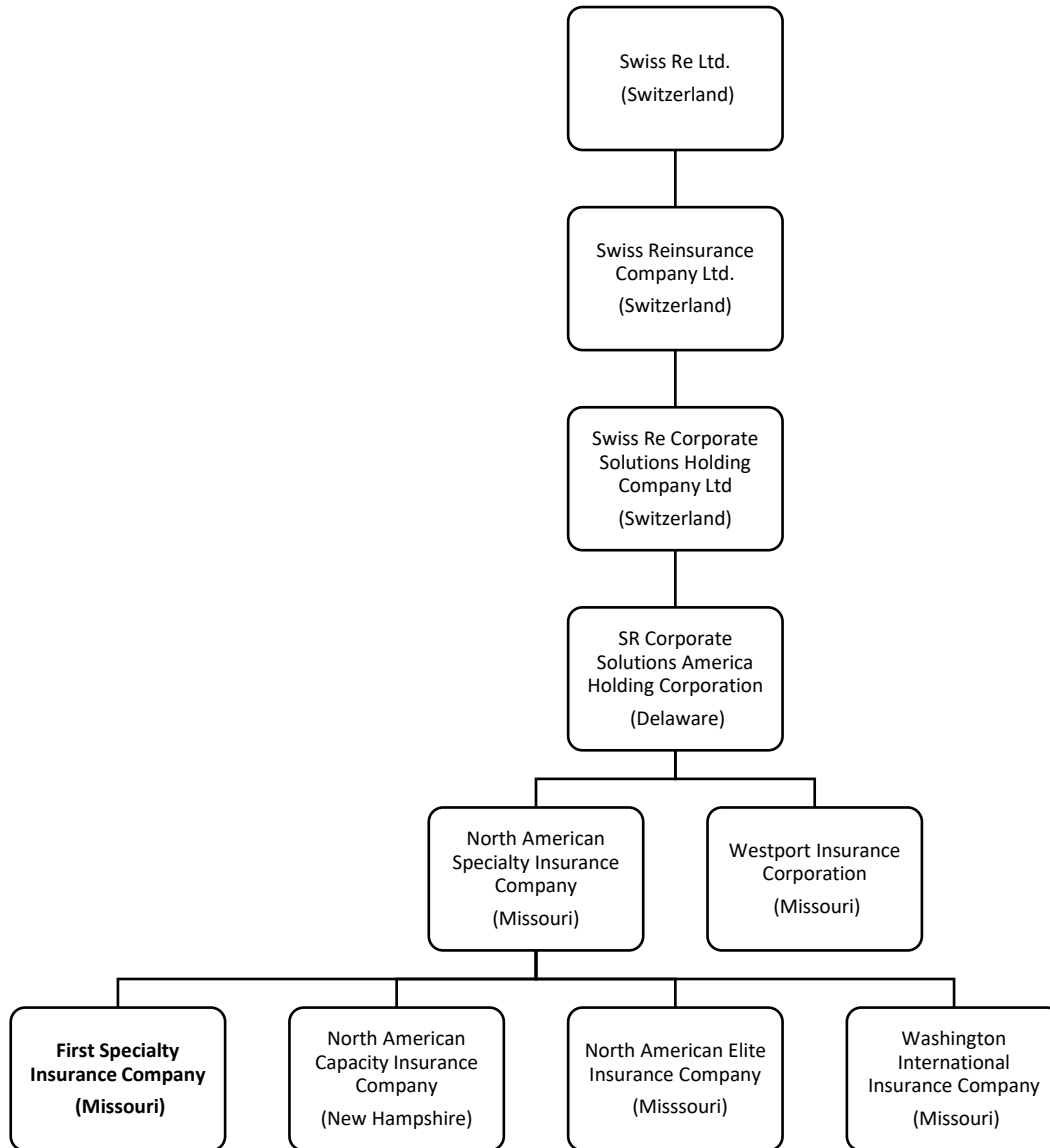 Swiss Re Ltd.
(Switzerland)
Swiss Reinsurance
Company Ltd.
(Switzerland)
Swiss Re Corporate
Solutions Holding
Company Ltd
(Switzerland)
SR Corporate
Solutions America
Holding Corporation
(Delaware)
North American
Specialty Insurance
Company
(Missouri)
Westport Insurance
Corporation
(Missouri)
First Specialty
Insurance Company
(Missouri)
North American
Capacity Insurance
Company
(New Hampshire)
North American Elite
Insurance Company
(Misssouri)
Washington
International
Insurance Company
(Missouri)